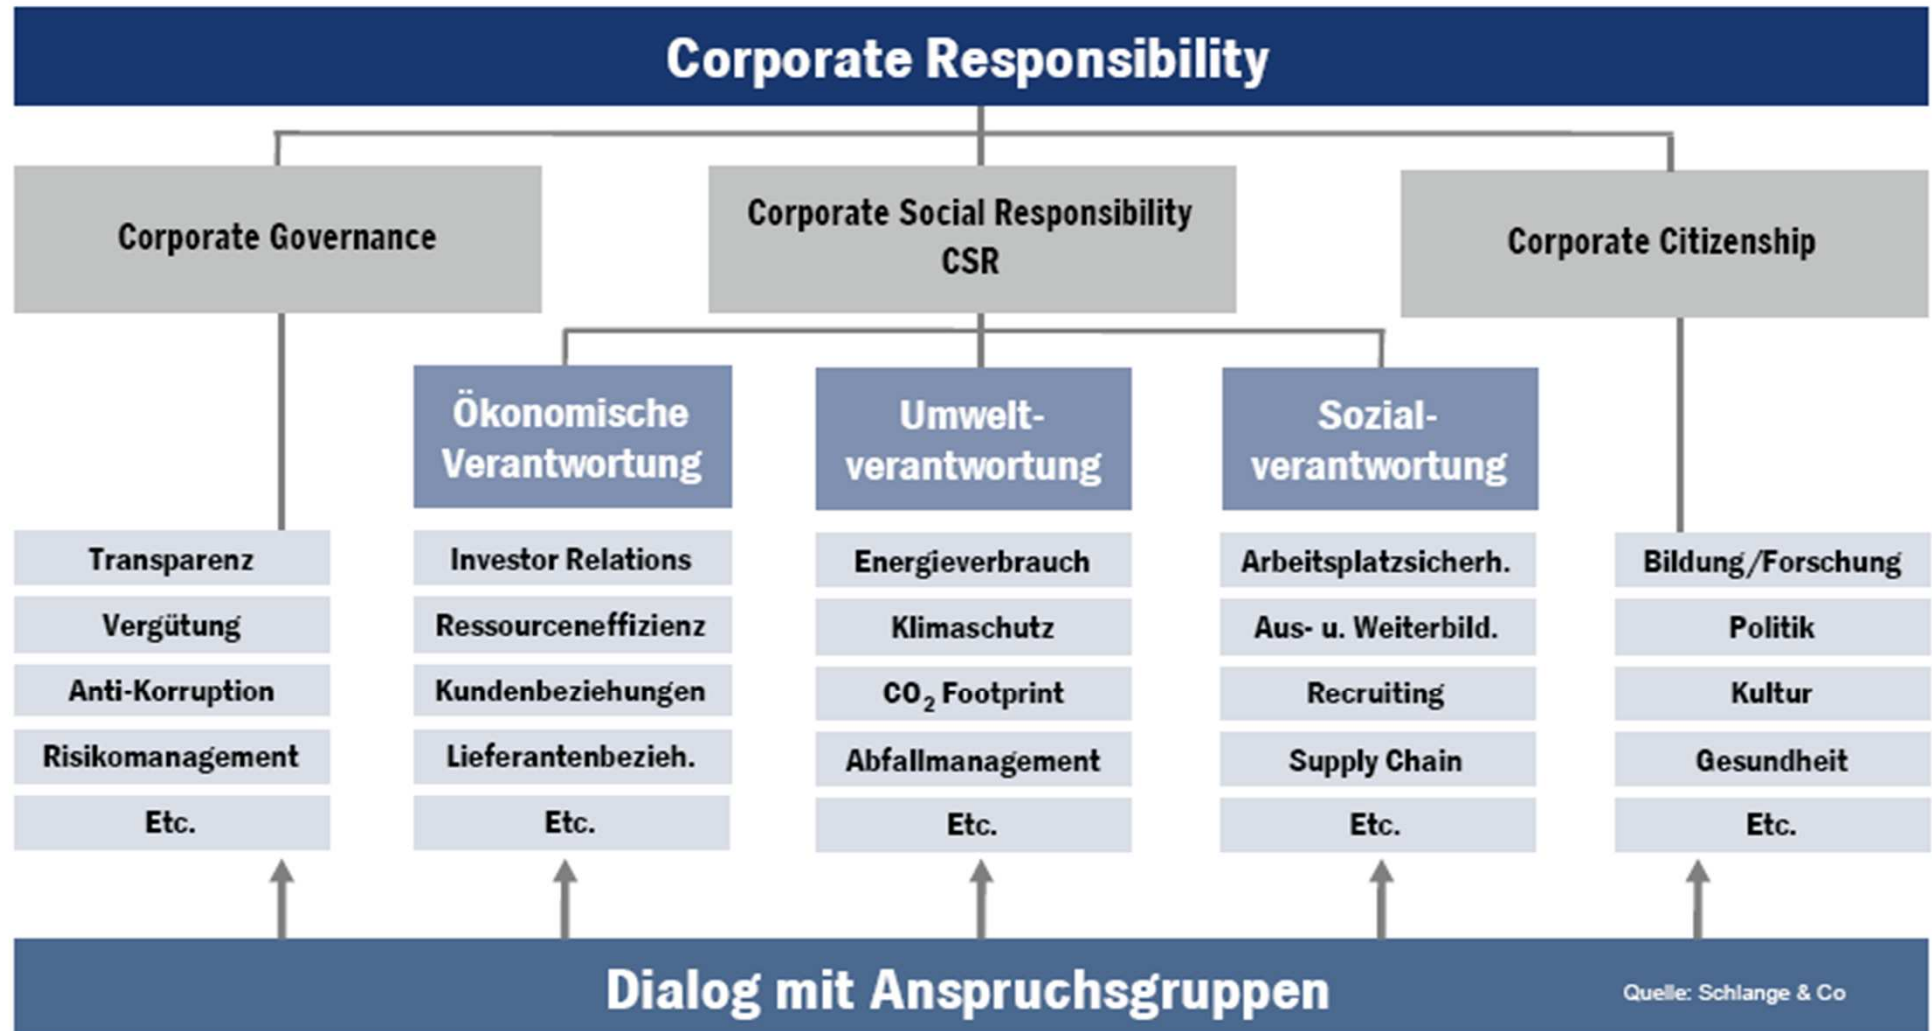 Corporate Responsibility
Corporate Governance
Corporate Social Responsibility
CSR
Corporate Citizenship
Ökonomische
Verantwortung
Umwelt-
verantwortung
Sozial-
verantwortung
Transparenz
Vergütung
Anti-Korruption
Risikomanagement
Etc.
Investor Relations
Ressourceneffizienz
Kundenbeziehungen
Lieferantenbezieh.
Etc.
Energieverbrauch
Klimaschutz
CO₂ Footprint
Abfallmanagement
Etc.
Arbeitsplatzsicherh.
Aus- u. Weiterbild.
Recruiting
Supply Chain
Etc.
Bildung/Forschung
Politik
Kultur
Gesundheit
Etc.
Dialog mit Anspruchsgruppen
Quelle: Schlange & Co